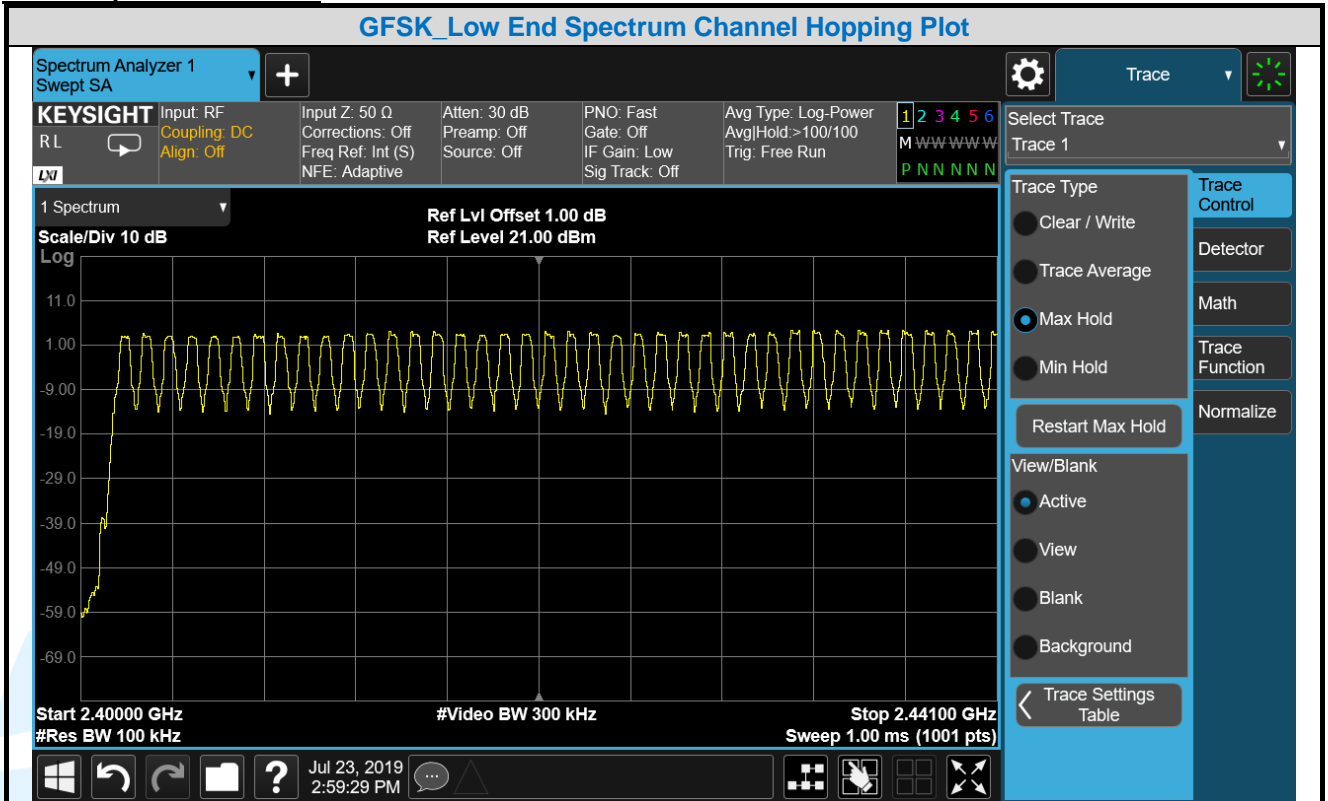 GFSK_Low End Spectrum Channel Hopping Plot
Spectrum Analyzer 1
Swept SA
+
Trace
KEYSIGHT
R L
LXI
Input: RF
Coupling: DC
Align: Off
Input Z: 50 Ω
Corrections: Off
Freq Ref: Int (S)
NFE: Adaptive
Atten: 30 dB
Preamp: Off
Source: Off
PNO: Fast
Gate: Off
IF Gain: Low
Sig Track: Off
Avg Type: Log-Power
Avg|Hold:>100/100
Trig: Free Run
1 2 3 4 5 6
M W W W W W
P N N N N N
Select Trace
Trace 1
1 Spectrum
Scale/Div 10 dB
Ref Lvl Offset 1.00 dB
Ref Level 21.00 dBm
Log
11.0
1.00
-9.00
-19.0
-29.0
-39.0
-49.0
-59.0
-69.0
Start 2.40000 GHz
#Res BW 100 kHz
#Video BW 300 kHz
Stop 2.44100 GHz
Sweep 1.00 ms (1001 pts)
Trace Type
Clear / Write
Trace Average
Max Hold
Min Hold
Restart Max Hold
View/Blank
Active
View
Blank
Background
Trace Settings
Table
Trace
Control
Detector
Math
Trace
Function
Normalize
?
Jul 23, 2019
2:59:29 PM